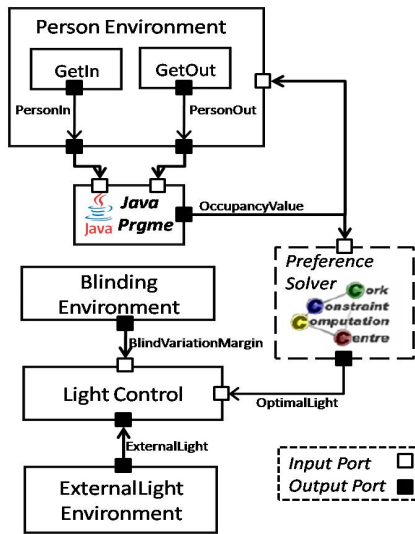 Person Environment
GetIn
GetOut
PersonIn
PersonOut
Java
Java
Prgme
OccupancyValue
Preference
Solver
Cork
Constraint
Computation
Centre
Blinding
Environment
BlindVariationMargin
Light Control
OptimalLight
ExternalLight
ExternalLight
Environment
Input Port
Output Port